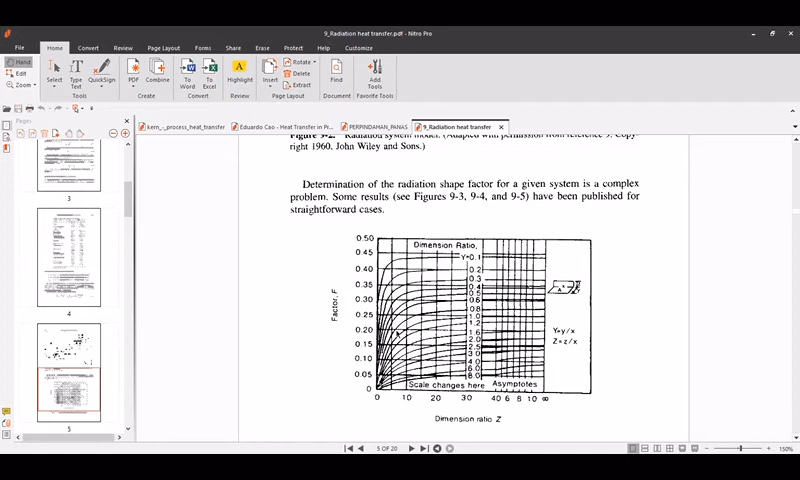 9_Radiation heat transfer.pdf - Nitro Pro
File Home Convert Review Page Layout Forms Share Erase Protect Help Customize
Hand
Edit
Zoom
Select
Type Text
QuickSign
PDF
Combine
To Word
To Excel
Highlight
Insert
Rotate
Delete
Extract
Find
Add Tools
Tools Create Convert Review Page Layout Document Favorite Tools
Pages
kern_-_process_heat_transfer
Eduardo Cao - Heat Transfer in Pr...
PERPINDAHAN_PANAS
9_Radiation heat transfer
3
4
5
right 1960. John Wiley and Sons.)
Determination of the radiation shape factor for a given system is a complex
problem. Some results (see Figures 9-3, 9-4, and 9-5) have been published for
straightforward cases.
0.50
0.45
0.40
0.35
0.30
0.25
0.20
0.15
0.10
0.05
0
Factor, F
Dimension Ratio,
Y=0.1
0.2
0.3
0.4
0.5
0.6
0.8
1.0
1.2
1.6
2.0
2.5
3.0
4.0
6.0
8.0
Scale changes here Asymptotes
0 10 20 30 40 6 8 10 ∞
Dimension ratio Z
Y=y/x
Z=z/x
5 OF 20
150%